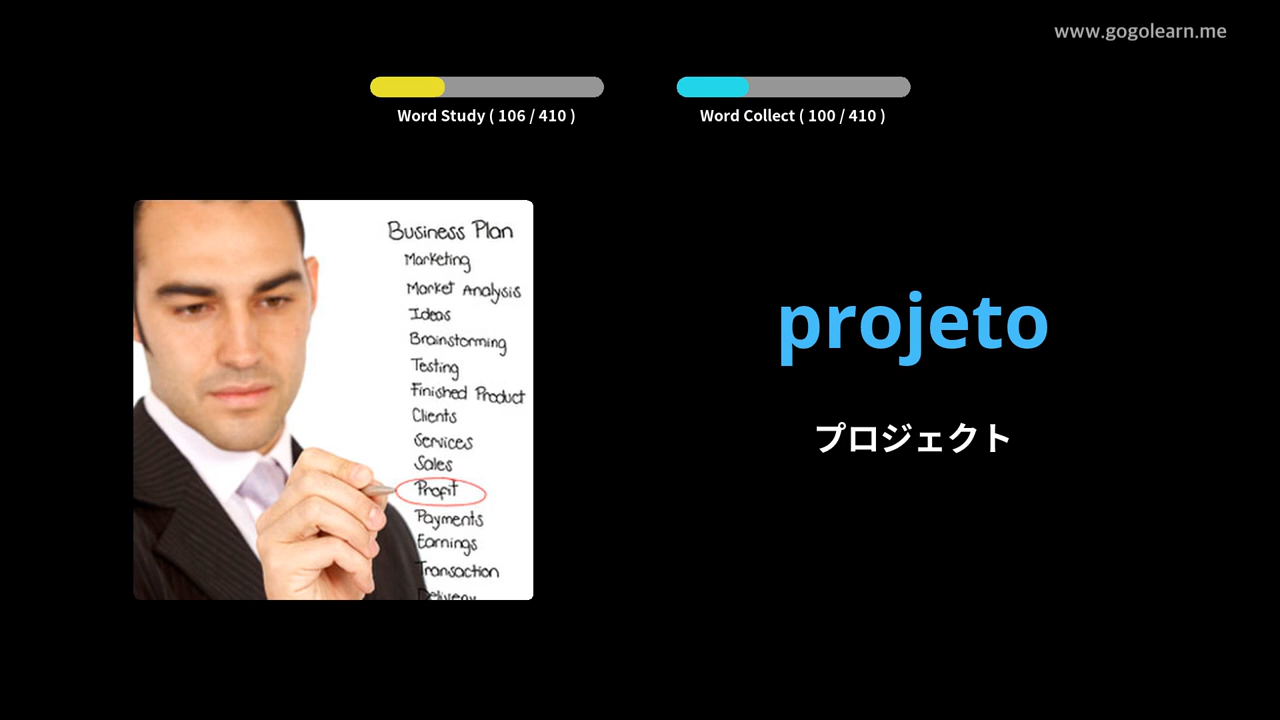 www.gogolearn.me
Word Study ( 106 / 410 )
Word Collect ( 100 / 410 )
Business Plan
Marketing
Market Analysis
Ideas
Brainstorming
Testing
Finished Product
Clients
Services
Sales
Profit
Payments
Earnings
Transaction
Delivery
projeto
プロジェクト